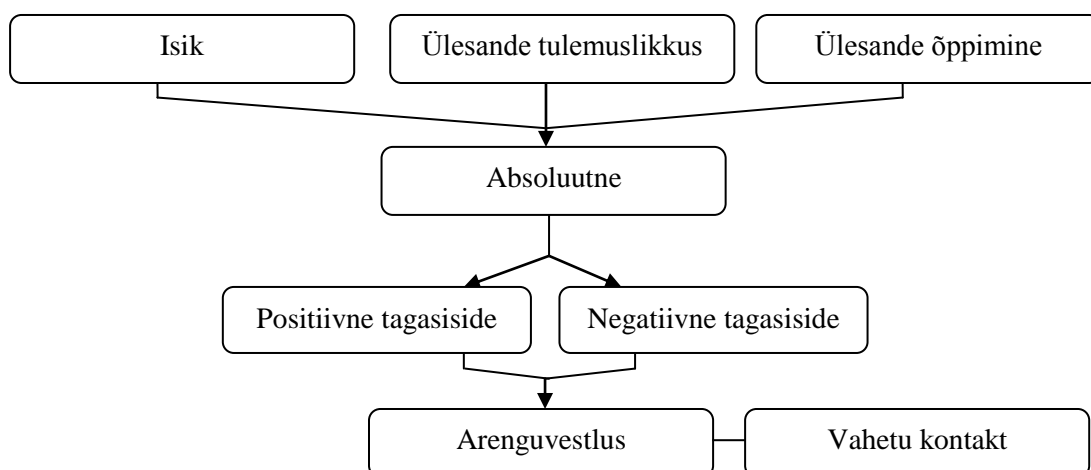 Isik
Ülesande tulemuslikkus
Ülesande õppimine
Absoluutne
Positiivne tagasiside
Negatiivne tagasiside
Arenguvestlus
Vahetu kontakt